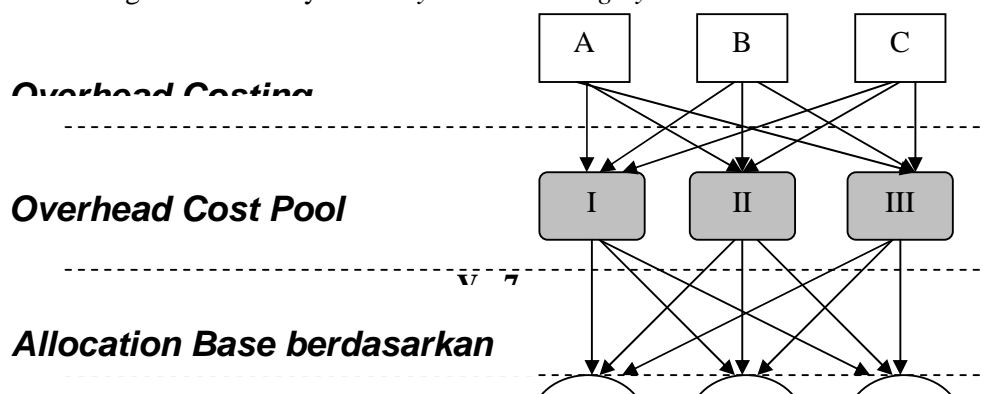 A B C
Overhead Costing
I II III
Overhead Cost Pool
Allocation Base berdasarkan